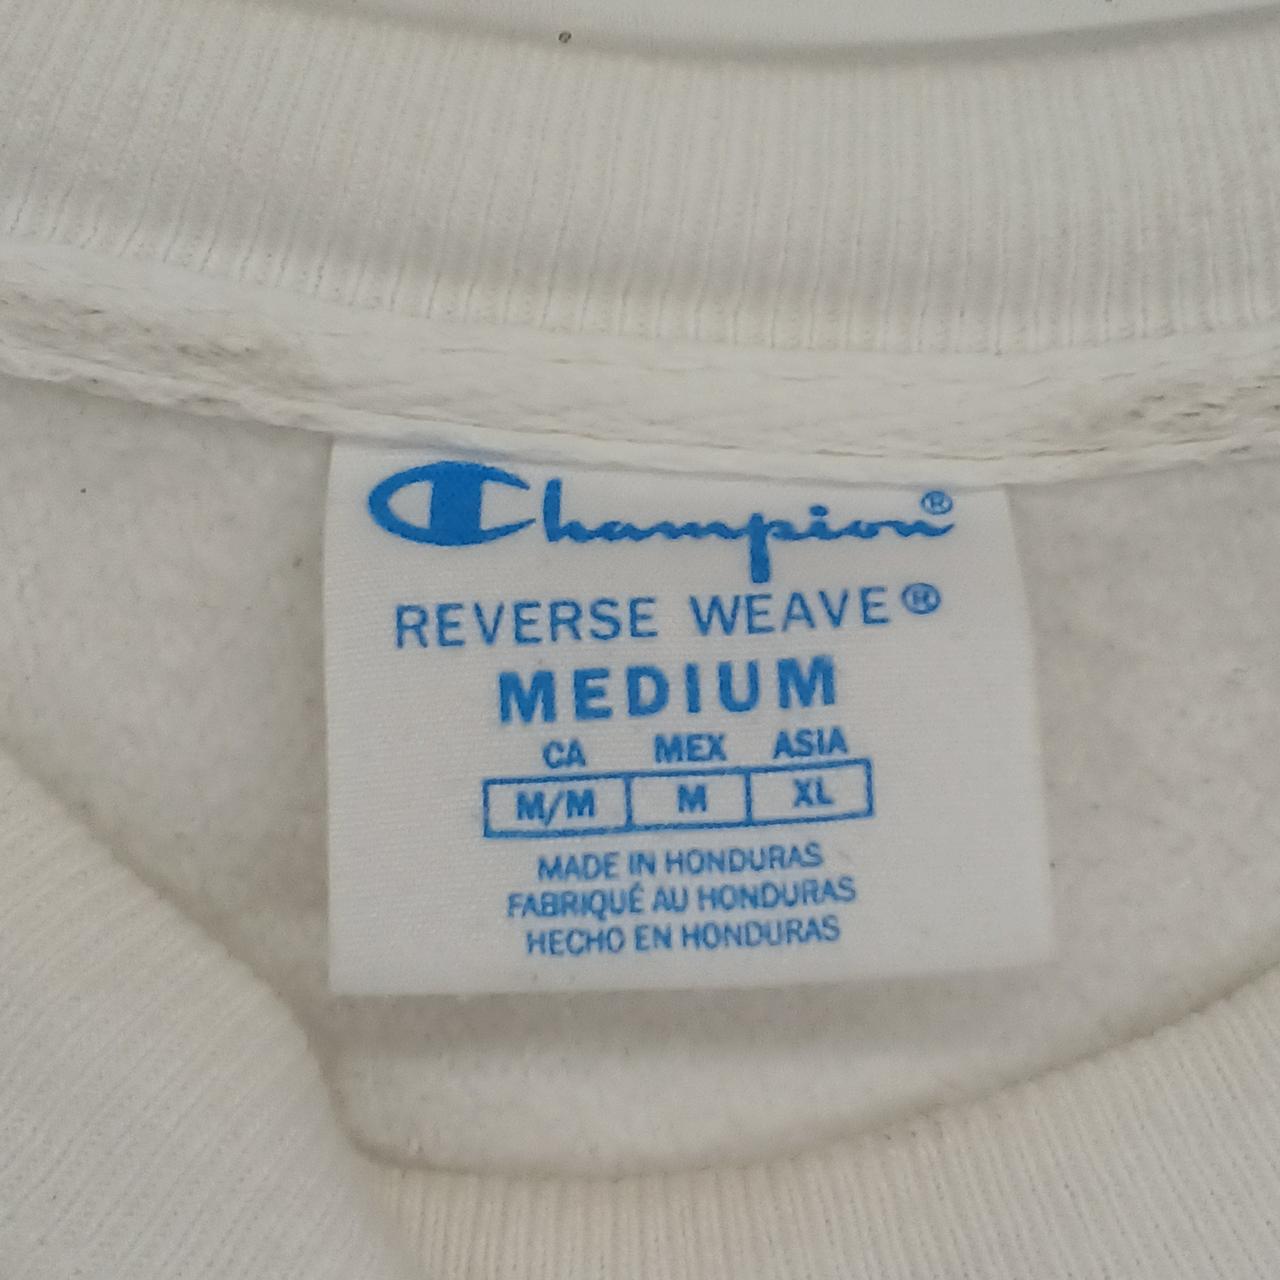 Champion®
REVERSE WEAVE®
MEDIUM
CA MEX ASIA
M/M M XL
MADE IN HONDURAS
FABRIQUÉ AU HONDURAS
HECHO EN HONDURAS